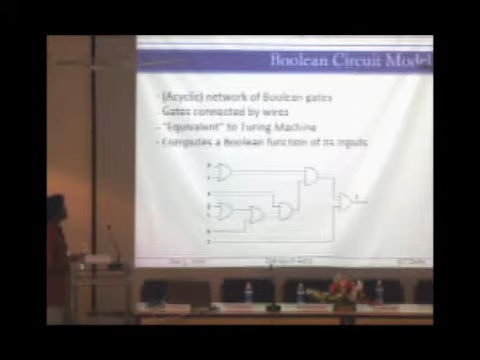 Boolean Circuit Model
- (Acyclic) network of Boolean gates
- Gates connected by wires
- "Equivalent" to Turing Machine
- Computes a Boolean function of its inputs